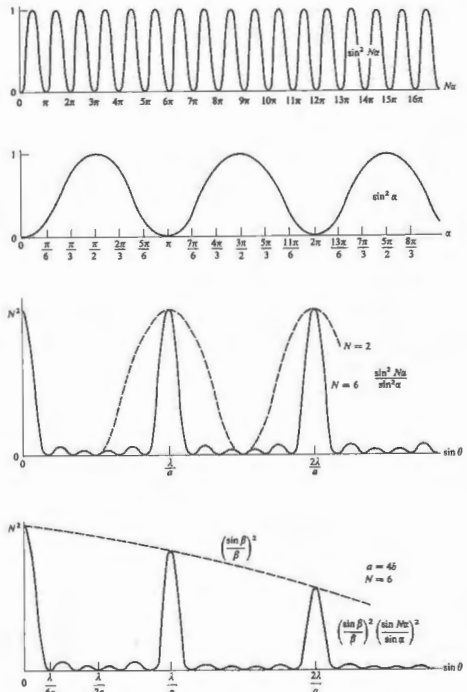 1
sin² Nα
0
0 π 2π 3π 4π 5π 6π 7π 8π 9π 10π 11π 12π 13π 14π 15π 16π Nα
1
sin² α
0
0 π/6 π/3 π/2 2π/3 5π/6 π 7π/6 4π/3 3π/2 5π/3 11π/6 2π 13π/6 7π/3 5π/2 8π/3 α
N²
N = 2
N = 6 sin² Nα/sin² α
0 λ/a 2λ/a sin θ
N²
(sin β/β)²
a = 4b
N = 6
(sin β/β)² (sin Nα/sin α)²
0 λ/a 2λ/a sin θ